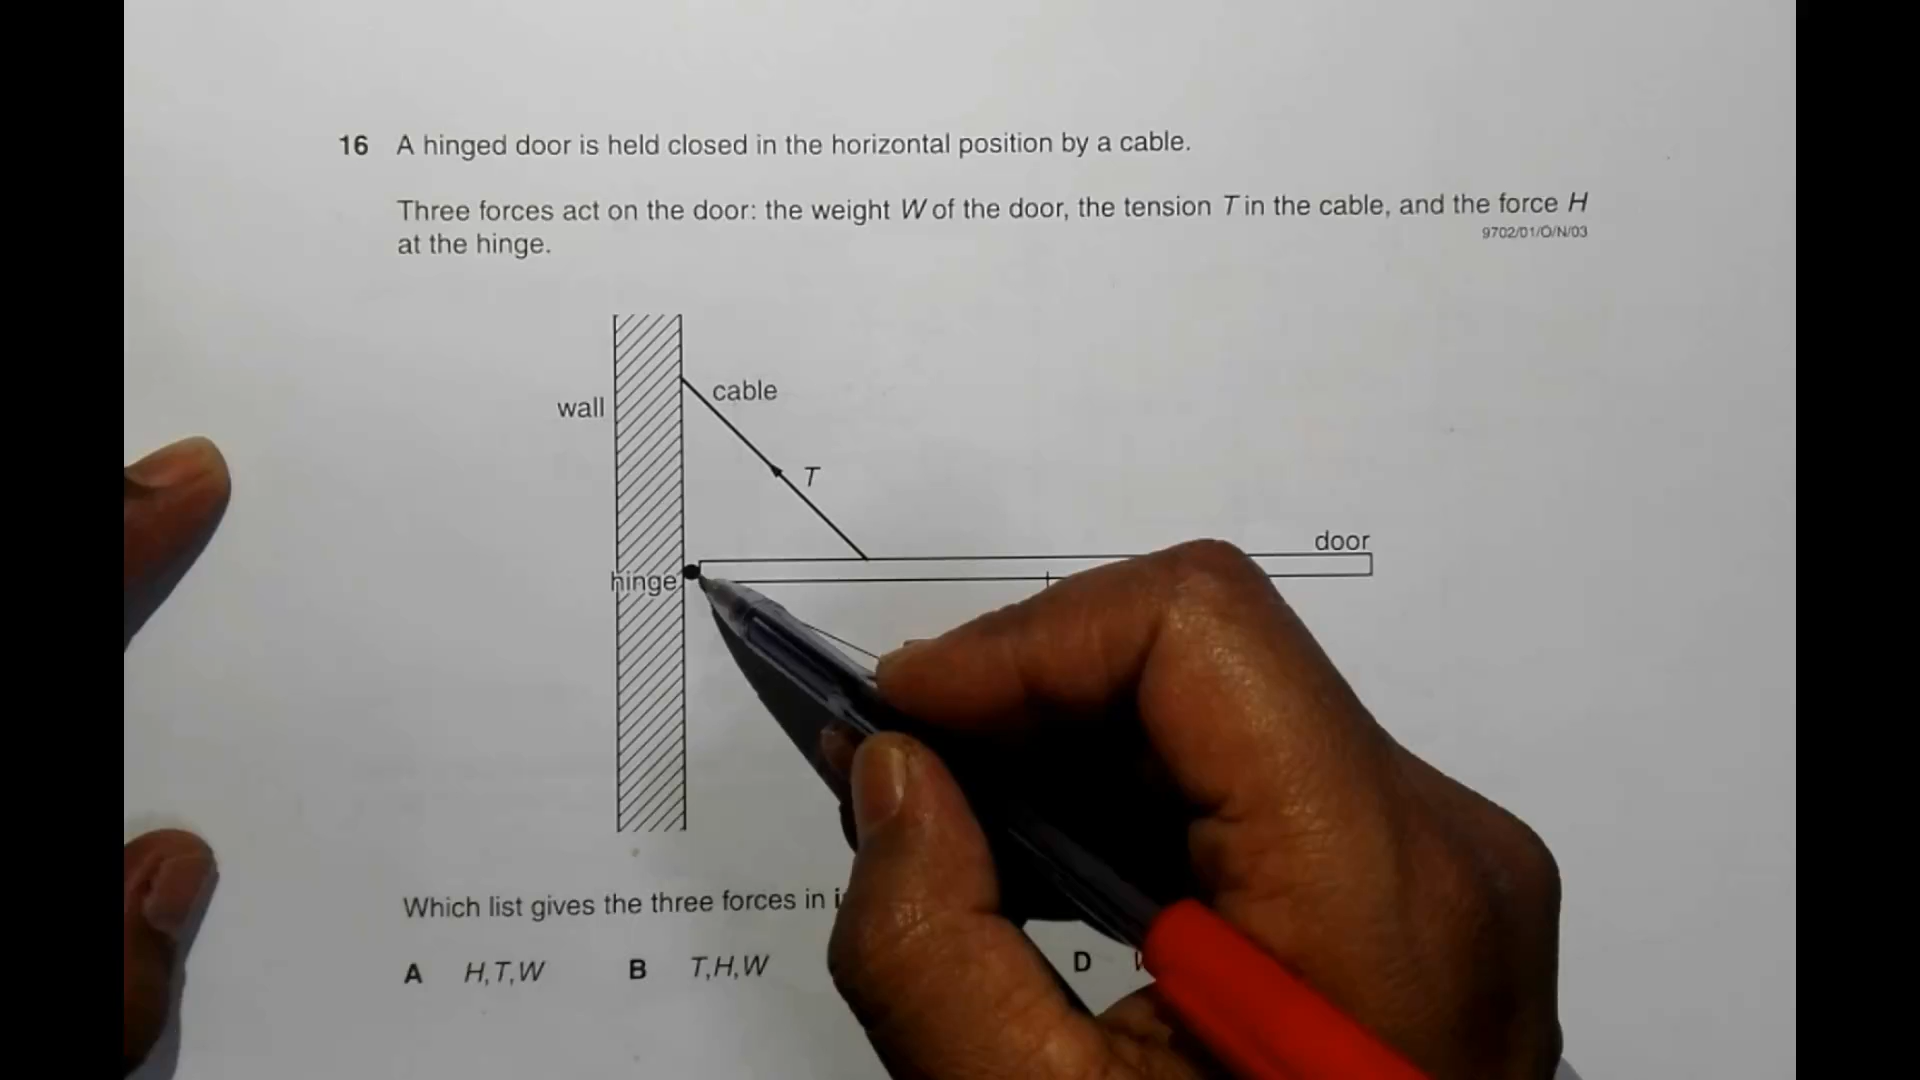 16 A hinged door is held closed in the horizontal position by a cable.
Three forces act on the door: the weight W of the door, the tension T in the cable, and the force H
at the hinge.
9702/01/O/N/03
cable
wall
T
door
hinge
Which list gives the three forces in
A H,T,W B T,H,W D